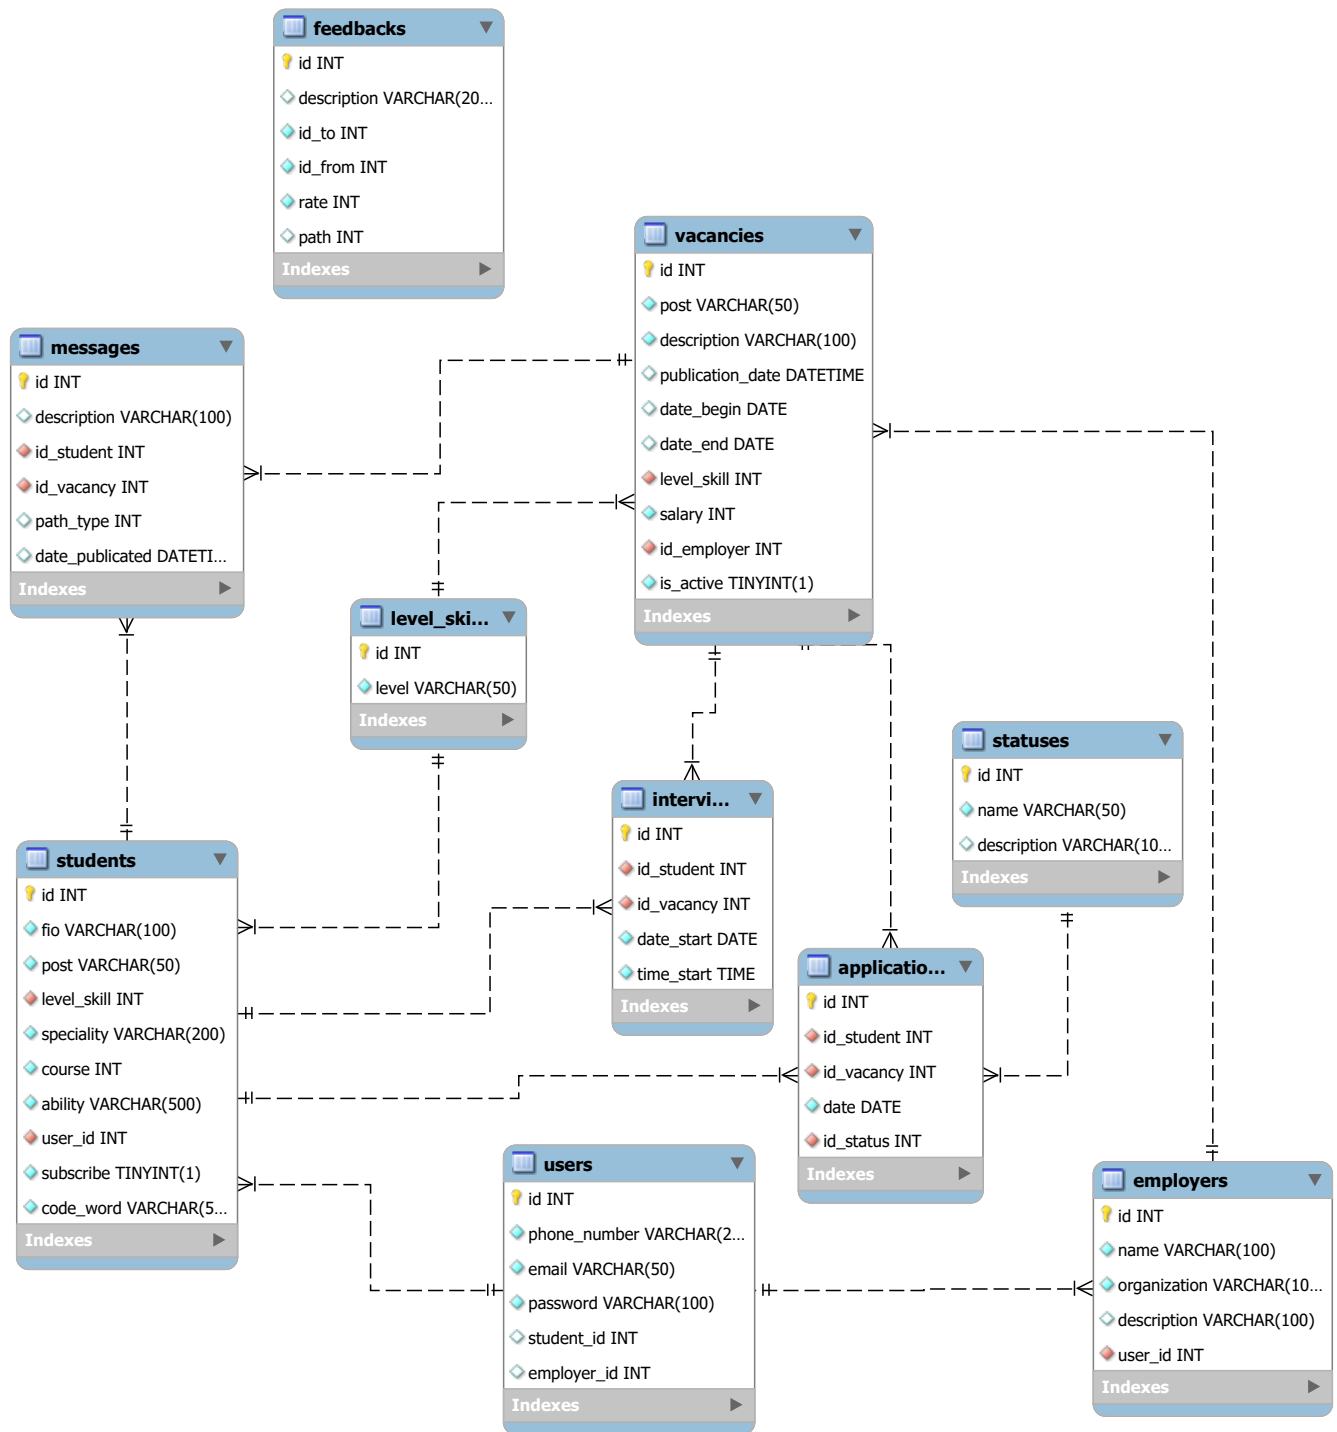 feedbacks
id INT
description VARCHAR(20...
id_to INT
id_from INT
rate INT
path INT
Indexes
vacancies
id INT
post VARCHAR(50)
description VARCHAR(100)
publication_date DATETIME
date_begin DATE
date_end DATE
level_skill INT
salary INT
id_employer INT
is_active TINYINT(1)
Indexes
messages
id INT
description VARCHAR(100)
id_student INT
id_vacancy INT
path_type INT
date_publicated DATETI...
Indexes
level_ski...
id INT
level VARCHAR(50)
Indexes
statuses
id INT
name VARCHAR(50)
description VARCHAR(10...
Indexes
intervi...
id INT
id_student INT
id_vacancy INT
date_start DATE
time_start TIME
Indexes
students
id INT
fio VARCHAR(100)
post VARCHAR(50)
level_skill INT
speciality VARCHAR(200)
course INT
ability VARCHAR(500)
user_id INT
subscribe TINYINT(1)
code_word VARCHAR(5...
Indexes
applicatio...
id INT
id_student INT
id_vacancy INT
date DATE
id_status INT
Indexes
users
id INT
phone_number VARCHAR(2...
email VARCHAR(50)
password VARCHAR(100)
student_id INT
employer_id INT
Indexes
employers
id INT
name VARCHAR(100)
organization VARCHAR(10...
description VARCHAR(100)
user_id INT
Indexes